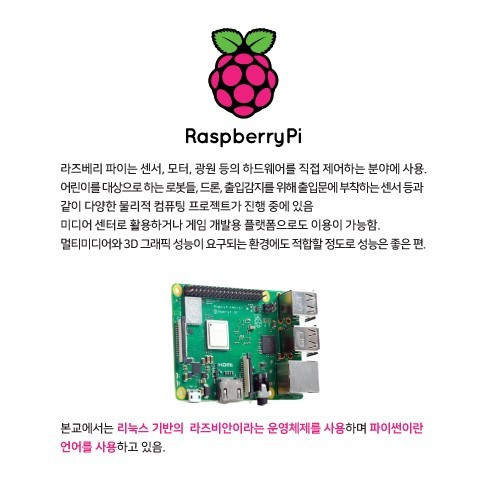 RaspberryPi
라즈베리 파이는 센서, 모터, 광원 등의 하드웨어를 직접 제어하는 분야에 사용.
어린이를 대상으로 하는 로봇들, 드론, 출입감지를 위해 출입문에 부착하는 센서 등과
같이 다양한 물리적 컴퓨팅 프로젝트가 진행 중에 있음
미디어 센터로 활용하거나 게임 개발용 플랫폼으로도 이용이 가능함.
멀티미디어와 3D 그래픽 성능이 요구되는 환경에도 적합할 정도로 성능은 좋은 편.
HDMI
본교에서는 리눅스 기반의 라즈비안이라는 운영체제를 사용하며 파이썬이란
언어를 사용하고 있음.